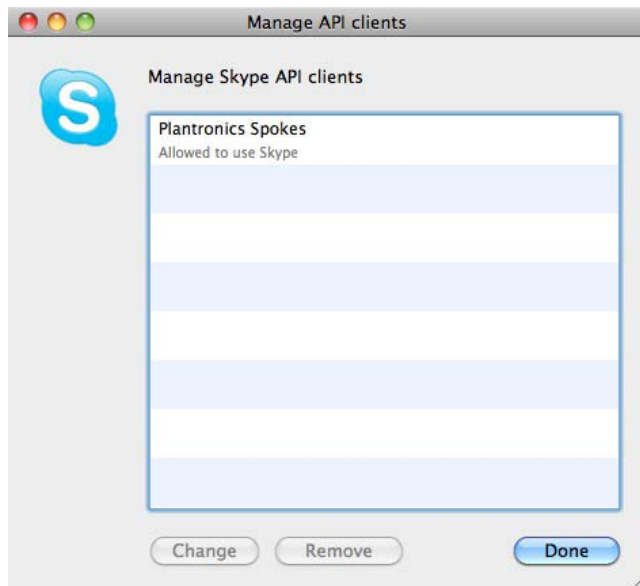 Manage API clients
Manage Skype API clients
Plantronics Spokes
Allowed to use Skype
Change
Remove
Done